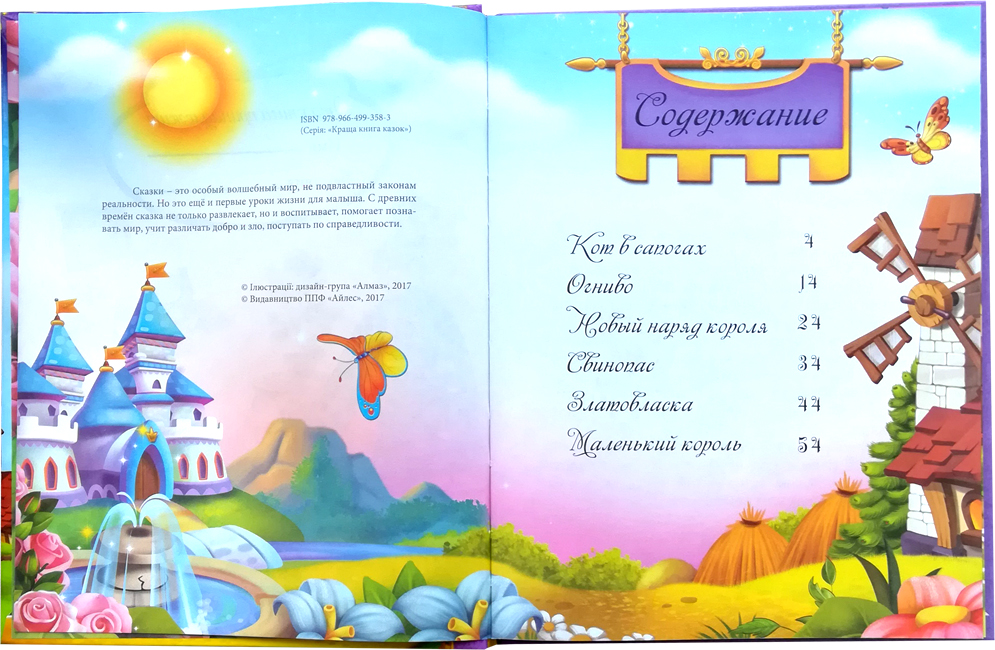 ISBN 978-966-499-358-3
(Серія: «Краща книга казок»)
Сказки – это особый волшебный мир, не подвластный законам
реальности. Но это ещё и первые уроки жизни для малыша. С древних
времён сказка не только развлекает, но и воспитывает, помогает позна-
вать мир, учит различать добро и зло, поступать по справедливости.
© Ілюстрації: дизайн-група «Алмаз», 2017
© Видавництво ППФ «Айлес», 2017
Содержание
Кот в сапогах 4
Огниво 14
Новый наряд короля 24
Свинопас 34
Златовласка 44
Маленький король 54